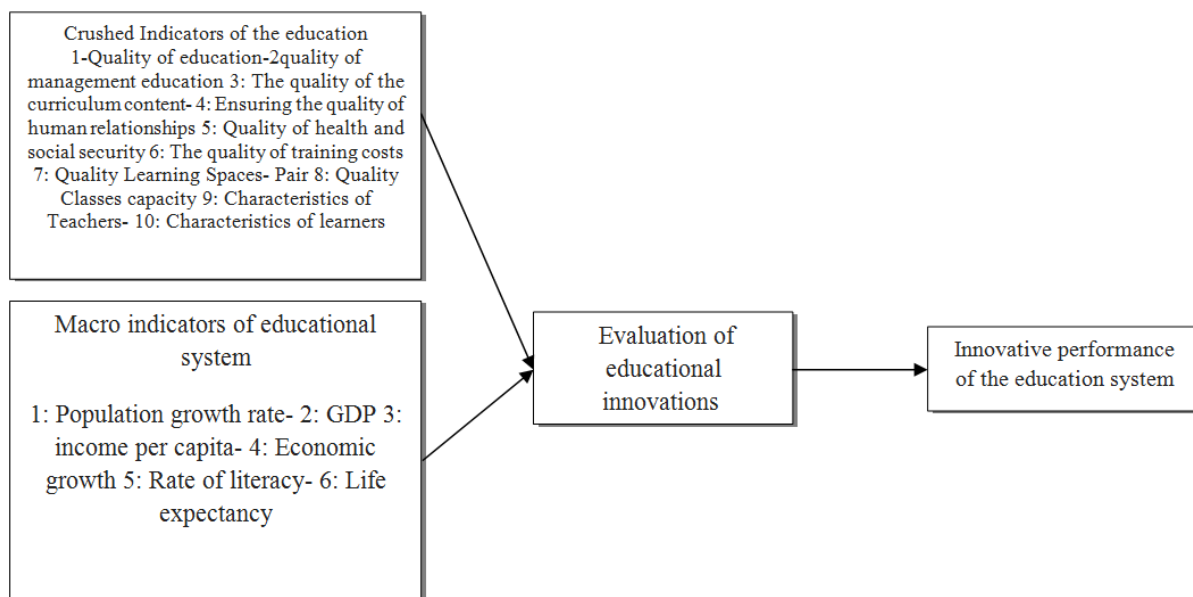 Crushed Indicators of the education
1-Quality of education-2quality of
management education 3: The quality of the
curriculum content- 4: Ensuring the quality of
human relationships 5: Quality of health and
social security 6: The quality of training costs
7: Quality Learning Spaces- Pair 8: Quality
Classes capacity 9: Characteristics of
Teachers- 10: Characteristics of learners
Macro indicators of educational
system
1: Population growth rate- 2: GDP 3:
income per capita- 4: Economic
growth 5: Rate of literacy- 6: Life
expectancy
Evaluation of
educational
innovations
Innovative performance
of the education system